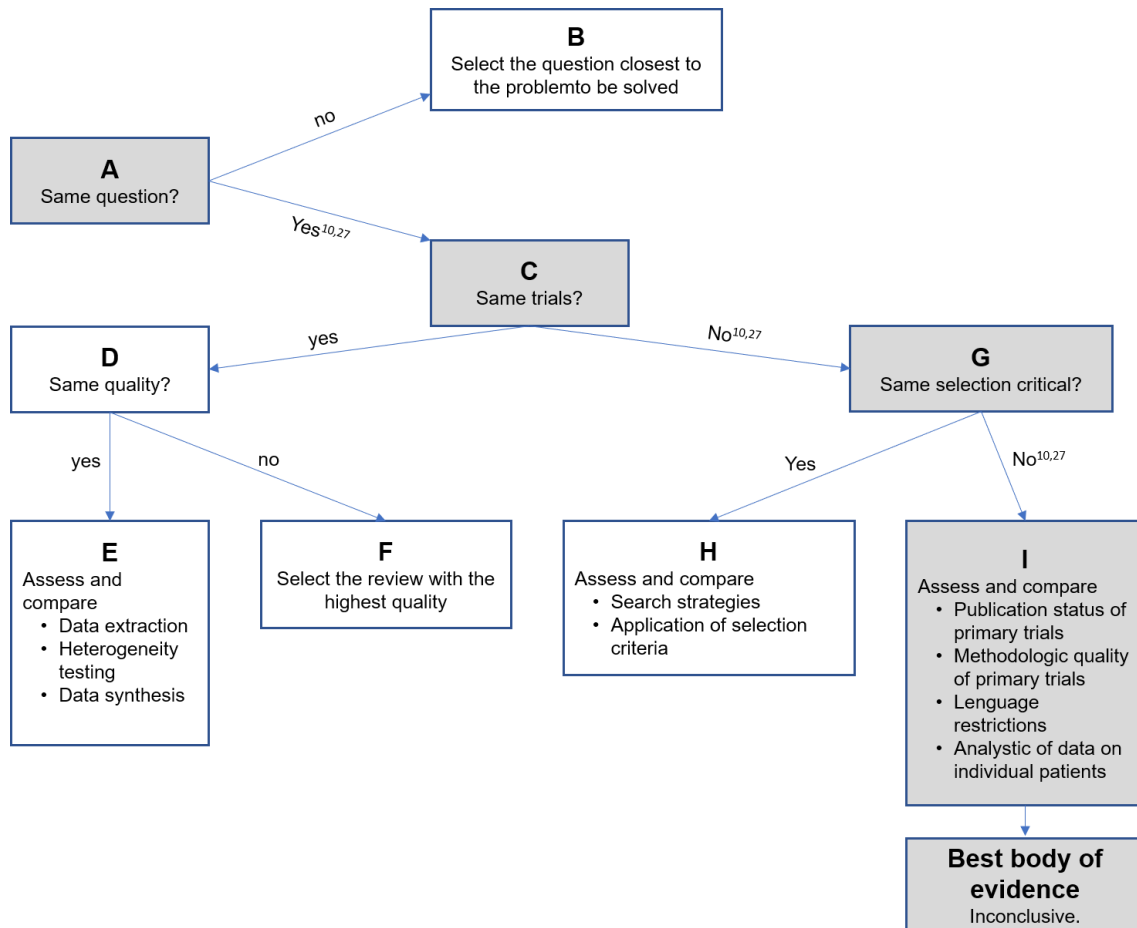 B
Select the question closest to
the problemto be solved
no
A
Same question?
Yes10,27
C
Same trials?
yes
No10,27
D
Same quality?
G
Same selection critical?
yes
no
Yes
No10,27
E
Assess and
compare
• Data extraction
• Heterogeneity
testing
• Data synthesis
F
Select the review with the
highest quality
H
Assess and compare
• Search strategies
• Application of selection
criteria
I
Assess and compare
• Publication status of
primary trials
• Methodologic quality
of primary trials
• Lenguage
restrictions
• Analystic of data on
individual patients
Best body of
evidence
Inconclusive.